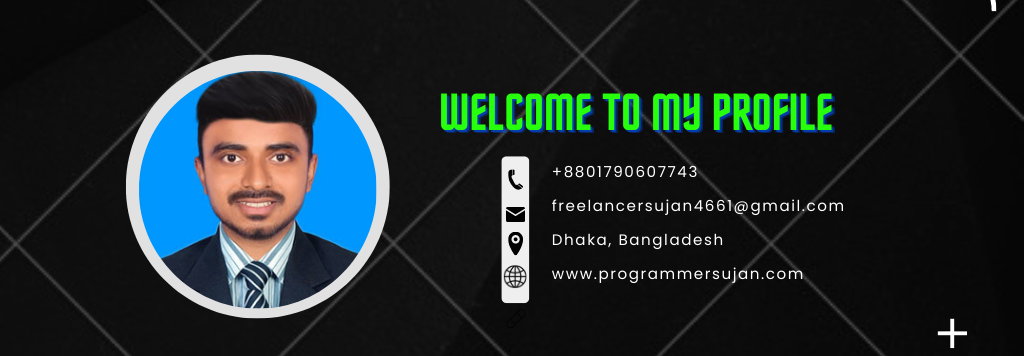 WELCOME TO MY PROFILE
+8801790607743
freelancersujan4661@gmail.com
Dhaka, Bangladesh
www.programmersujan.com